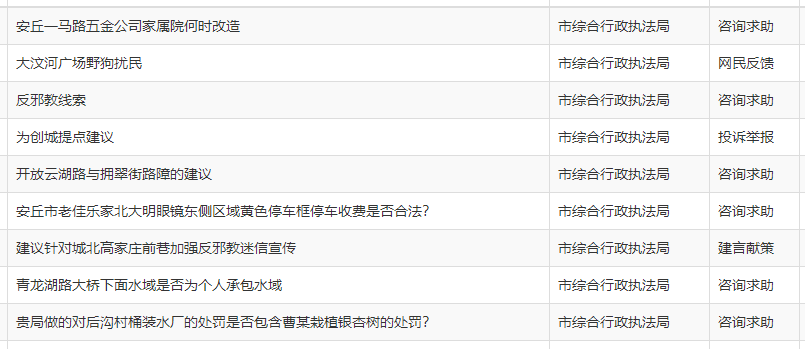 安丘一马路五金公司家属院何时改造 市综合行政执法局 咨询求助
大汶河广场野狗扰民 市综合行政执法局 网民反馈
反邪教线索 市综合行政执法局 咨询求助
为创城提点建议 市综合行政执法局 投诉举报
开放云湖路与拥翠街路障的建议 市综合行政执法局 咨询求助
安丘市老佳乐家北大明眼镜东侧区域黄色停车框停车收费是否合法? 市综合行政执法局 咨询求助
建议针对城北高家庄前巷加强反邪教迷信宣传 市综合行政执法局 建言献策
青龙湖路大桥下面水域是否为个人承包水域 市综合行政执法局 咨询求助
贵局做的对后沟村桶装水厂的处罚是否包含曹某栽植银杏树的处罚? 市综合行政执法局 咨询求助